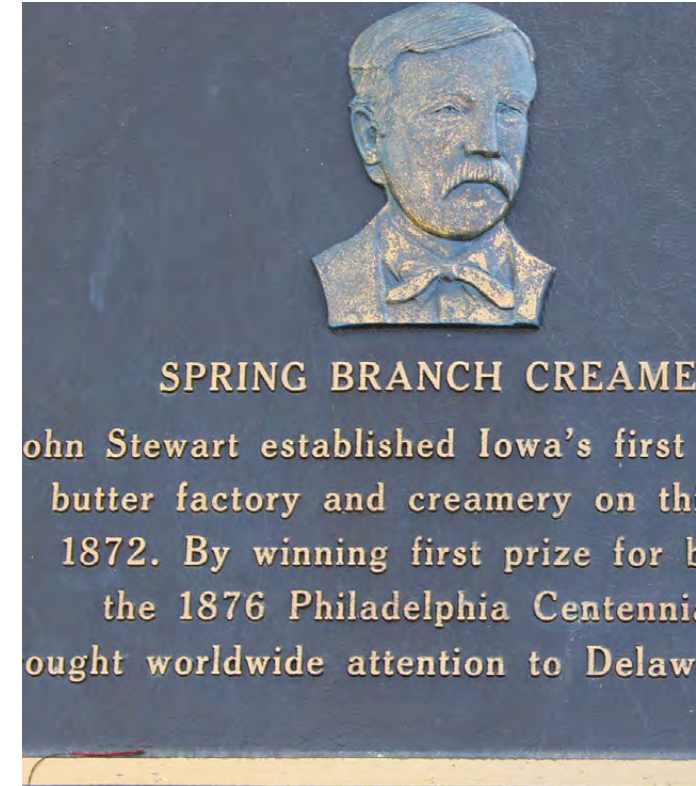 SPRING BRANCH CREAME
ohn Stewart established Iowa's first
butter factory and creamery on th
1872. By winning first prize for b
the 1876 Philadelphia Centennia
ought worldwide attention to Delaw